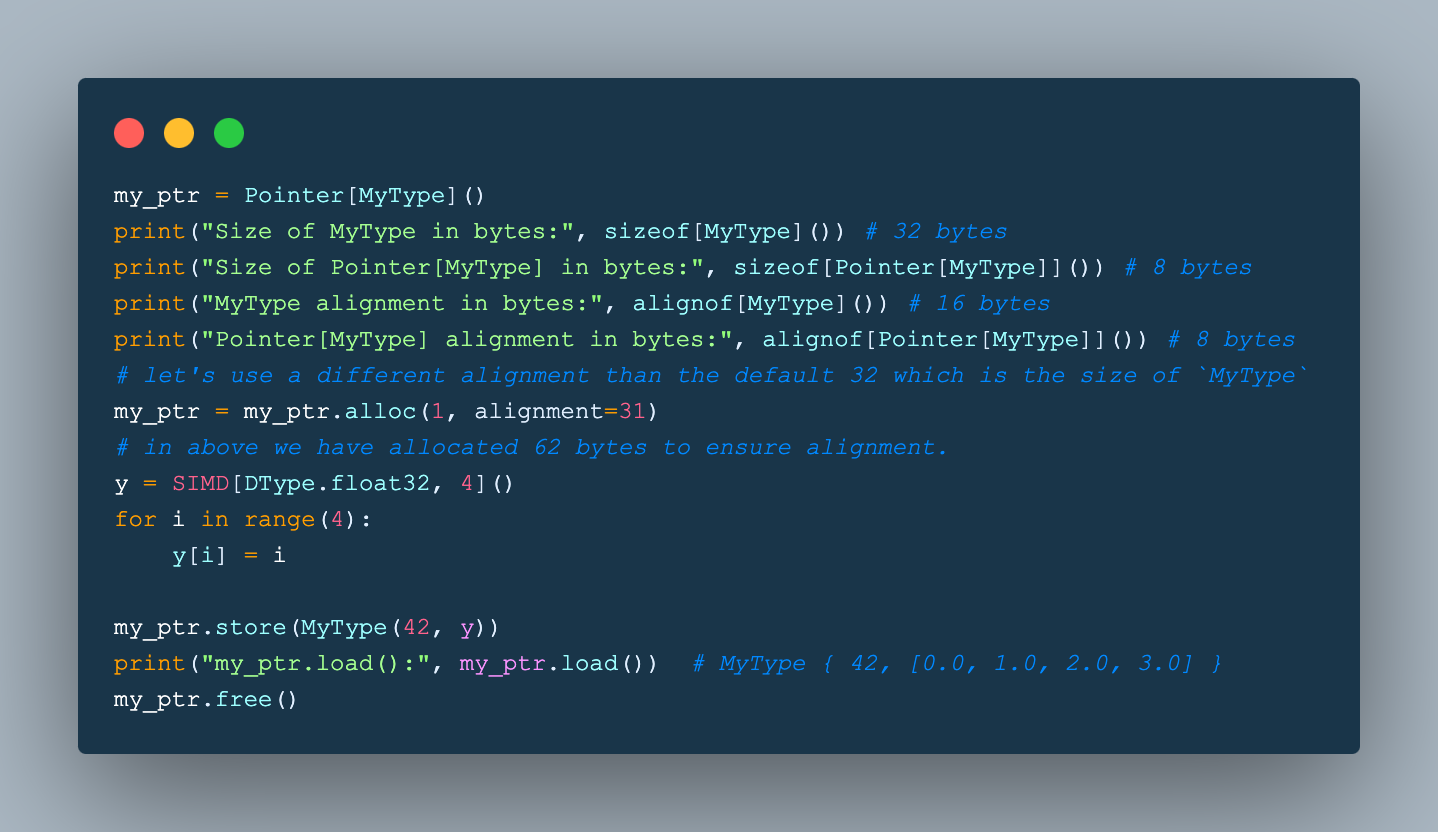 my_ptr = Pointer[MyType]()
print("Size of MyType in bytes:", sizeof[MyType]()) # 32 bytes
print("Size of Pointer[MyType] in bytes:", sizeof[Pointer[MyType]]()) # 8 bytes
print("MyType alignment in bytes:", alignof[MyType]()) # 16 bytes
print("Pointer[MyType] alignment in bytes:", alignof[Pointer[MyType]]()) # 8 bytes
# let's use a different alignment than the default 32 which is the size of `MyType`
my_ptr = my_ptr.alloc(1, alignment=31)
# in above we have allocated 62 bytes to ensure alignment.
y = SIMD[DType.float32, 4]()
for i in range(4):
    y[i] = i

my_ptr.store(MyType(42, y))
print("my_ptr.load():", my_ptr.load())  # MyType { 42, [0.0, 1.0, 2.0, 3.0] }
my_ptr.free()